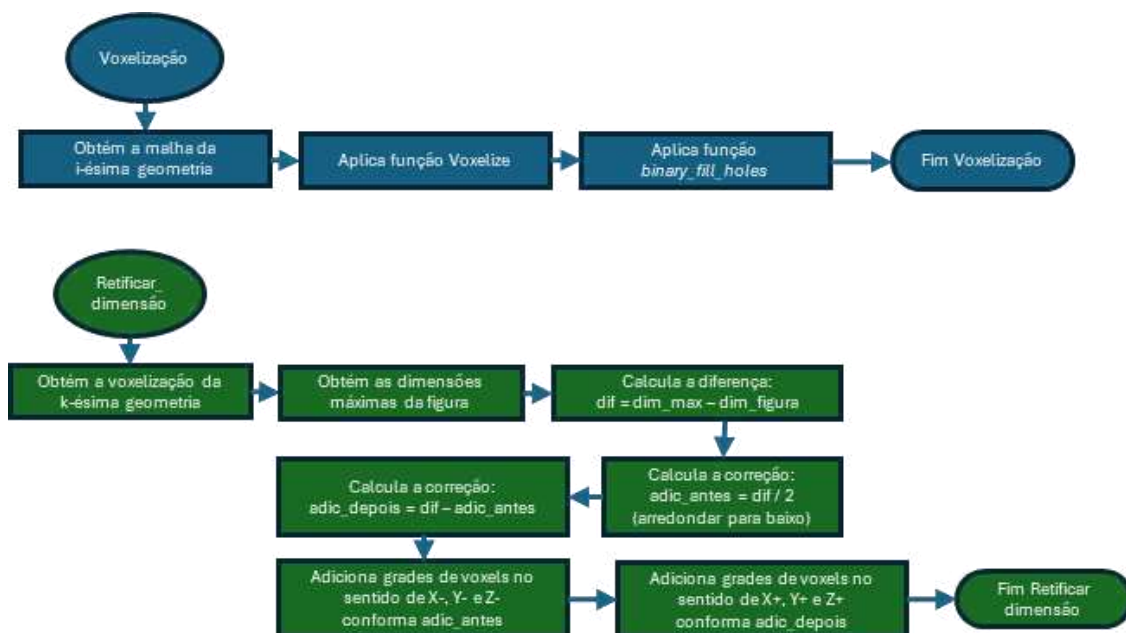 Voxelização
Obtém a malha da
i-ésima geometria
Aplica função Voxelize
Aplica função
binary_fill_holes
Fim Voxelização
Retificar_
dimensão
Obtém a voxelização da
k-ésima geometria
Obtém as dimensões
máximas da figura
Calcula a diferença:
dif = dim_max – dim_figura
Calcula a correção:
adic_antes = dif / 2
(arredondar para baixo)
Calcula a correção:
adic_depois = dif – adic_antes
Adiciona grades de voxels no
sentido de X-, Y- e Z-
conforma adic_antes
Adiciona grades de voxels no
sentido de X+, Y+ e Z+
conforma adic_depois
Fim Retificar
dimensão